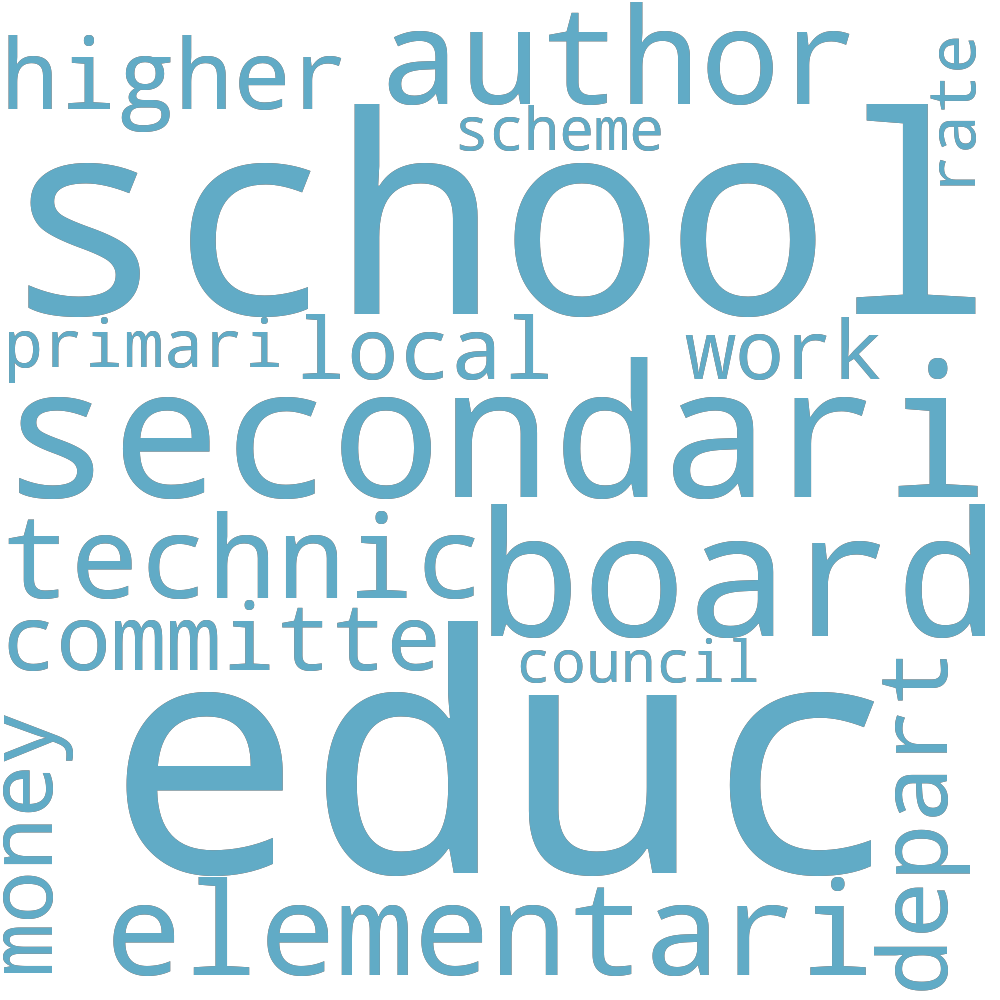 higher
author
rate
scheme
school
primari
local
work
secondari
technic
board
committe
council
educ
money
depart
elementari